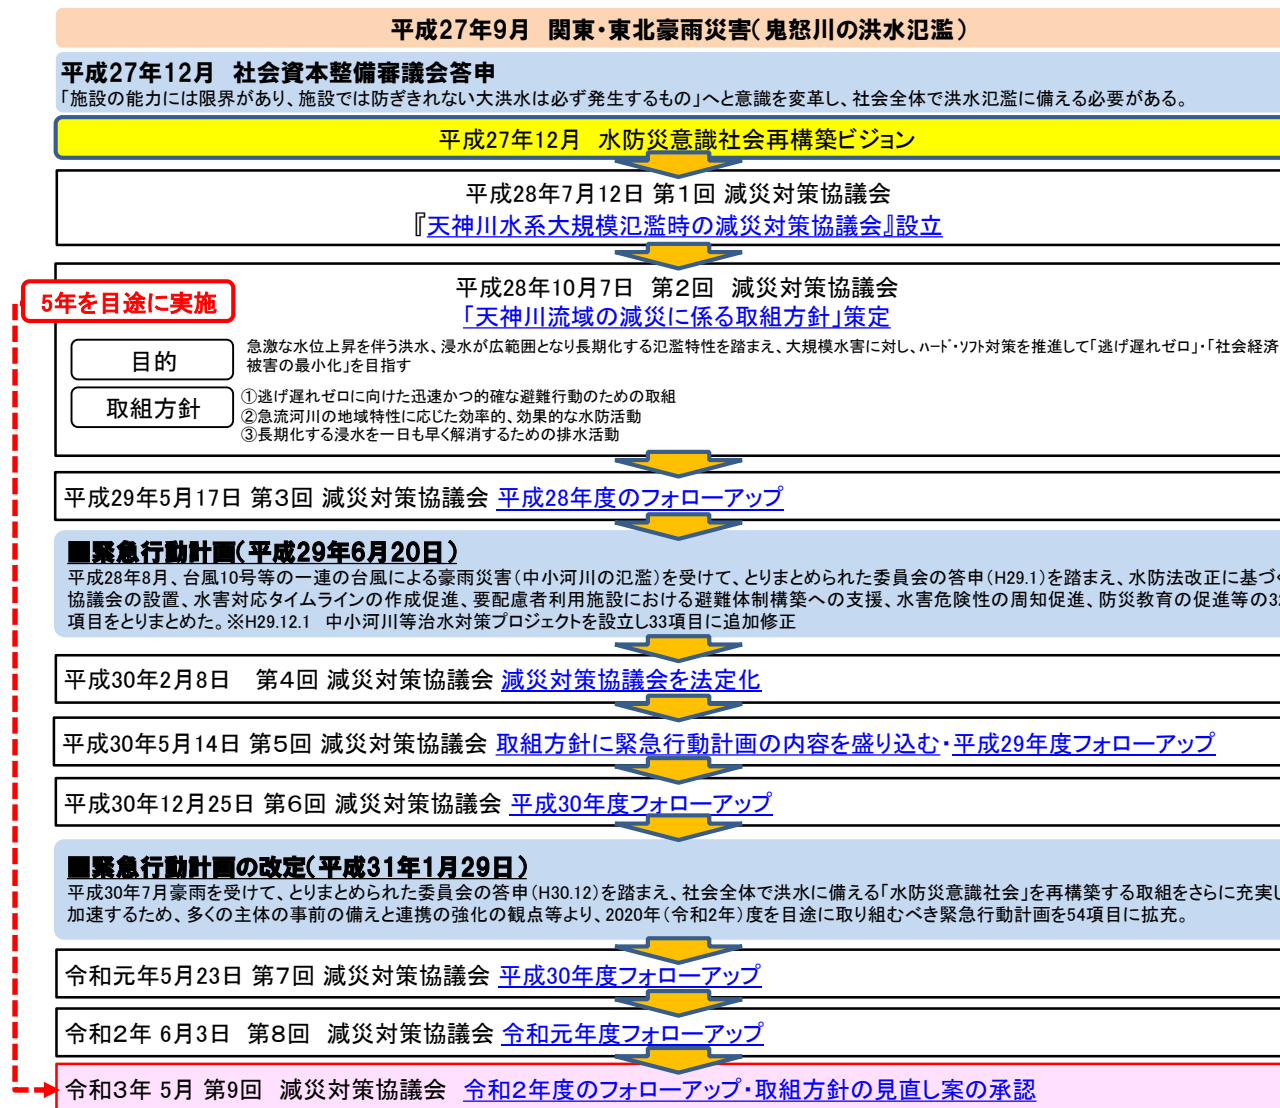 平成27年9月　関東・東北豪雨災害（鬼怒川の洪水氾濫）
平成27年12月　社会資本整備審議会答申
「施設の能力には限界があり、施設では防ぎきれない大洪水は必ず発生するもの」へと意識を変革し、社会全体で洪水氾濫に備える必要がある。
平成27年12月　水防災意識社会再構築ビジョン
平成28年7月12日 第１回 減災対策協議会
『天神川水系大規模氾濫時の減災対策協議会』設立
5年を目途に実施
平成28年10月7日　第２回　減災対策協議会
「天神川流域の減災に係る取組方針」策定
目的
急激な水位上昇を伴う洪水、浸水が広範囲となり長期化する氾濫特性を踏まえ、大規模水害に対し、ﾊｰﾄﾞ･ｿﾌﾄ対策を推進して「逃げ遅れゼロ」・「社会経済
被害の最小化」を目指す
取組方針
①逃げ遅れゼロに向けた迅速かつ的確な避難行動のための取組
②急流河川の地域特性に応じた効率的、効果的な水防活動
③長期化する浸水を一日も早く解消するための排水活動
平成29年5月17日 第３回 減災対策協議会 平成28年度のフォローアップ
■緊急行動計画（平成29年6月20日）
平成28年8月、台風10号等の一連の台風による豪雨災害（中小河川の氾濫）を受けて、とりまとめられた委員会の答申（H29.1）を踏まえ、水防法改正に基づく
協議会の設置、水害対応タイムラインの作成促進、要配慮者利用施設における避難体制構築への支援、水害危険性の周知促進、防災教育の促進等の32
項目をとりまとめた。※H29.12.1　中小河川等治水対策プロジェクトを設立し33項目に追加修正
平成30年2月8日　第４回 減災対策協議会 減災対策協議会を法定化
平成30年5月14日 第５回 減災対策協議会 取組方針に緊急行動計画の内容を盛り込む・平成29年度フォローアップ
平成30年12月25日 第６回 減災対策協議会 平成30年度フォローアップ
■緊急行動計画の改定（平成31年1月29日）
平成30年7月豪雨を受けて、とりまとめられた委員会の答申（H30.12）を踏まえ、社会全体で洪水に備える「水防災意識社会」を再構築する取組をさらに充実し
加速するため、多くの主体の事前の備えと連携の強化の観点等より、2020年（令和2年）度を目途に取り組むべき緊急行動計画を54項目に拡充。
令和元年5月23日 第７回 減災対策協議会 平成30年度フォローアップ
令和２年 6月3日　第８回　減災対策協議会 令和元年度フォローアップ
令和３年 5月 第９回　減災対策協議会　令和２年度のフォローアップ・取組方針の見直し案の承認